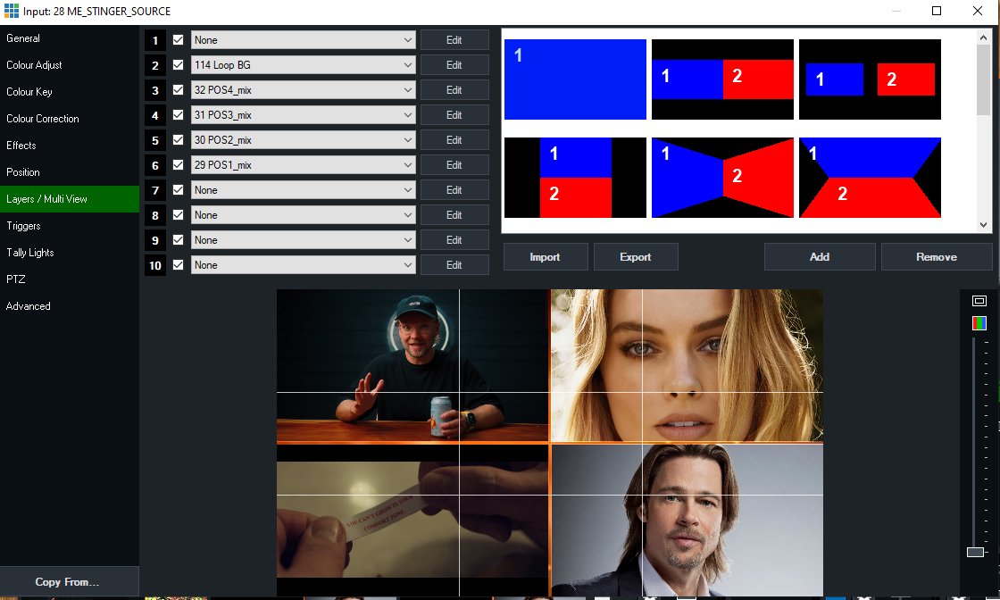 Input: 28 ME_STINGER_SOURCE
General
Colour Adjust
Colour Key
Colour Correction
Effects
Position
Layers / Multi View
Triggers
Tally Lights
PTZ
Advanced
Copy From...
1 None Edit
2 114 Loop BG Edit
3 32 POS4_mix Edit
4 31 POS3_mix Edit
5 30 POS2_mix Edit
6 29 POS1_mix Edit
7 None Edit
8 None Edit
9 None Edit
10 None Edit
1
1 2
1 2
1
2
1 2
1
2
Import Export Add Remove
YOU CAN'T GROW IN YOUR
COMFORT ZONE.